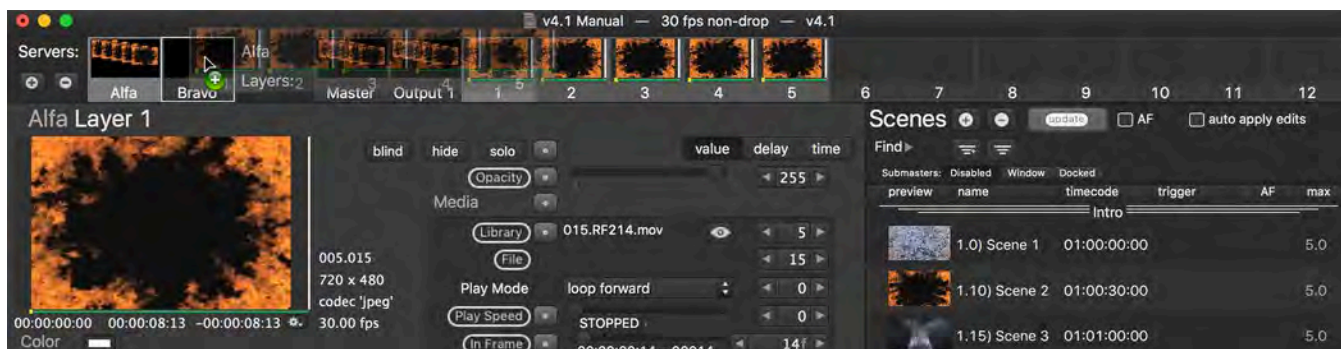 v4.1 Manual — 30 fps non-drop — v4.1
Servers:
Alfa
Layers:
Alfa Bravo 2 Master 3 Output 1 4 1 5 2 3 4 5 6 7 8 9 10 11 12
Alfa Layer 1
blind hide solo value delay time
Opacity 255
Media
Library 015.RF214.mov 5
File 15
Play Mode loop forward 0
Play Speed STOPPED 0
In Frame 00:00:00:14 00014 14f
005.015
720 x 480
codec 'jpeg'
30.00 fps
00:00:00:00 00:00:08:13 -00:00:08:13
Color
Scenes update AF auto apply edits
Find
Submasters: Disabled Window Docked
preview name timecode trigger AF max
Intro
1.0) Scene 1 01:00:00:00 5.0
1.10) Scene 2 01:00:30:00 5.0
1.15) Scene 3 01:01:00:00 5.0